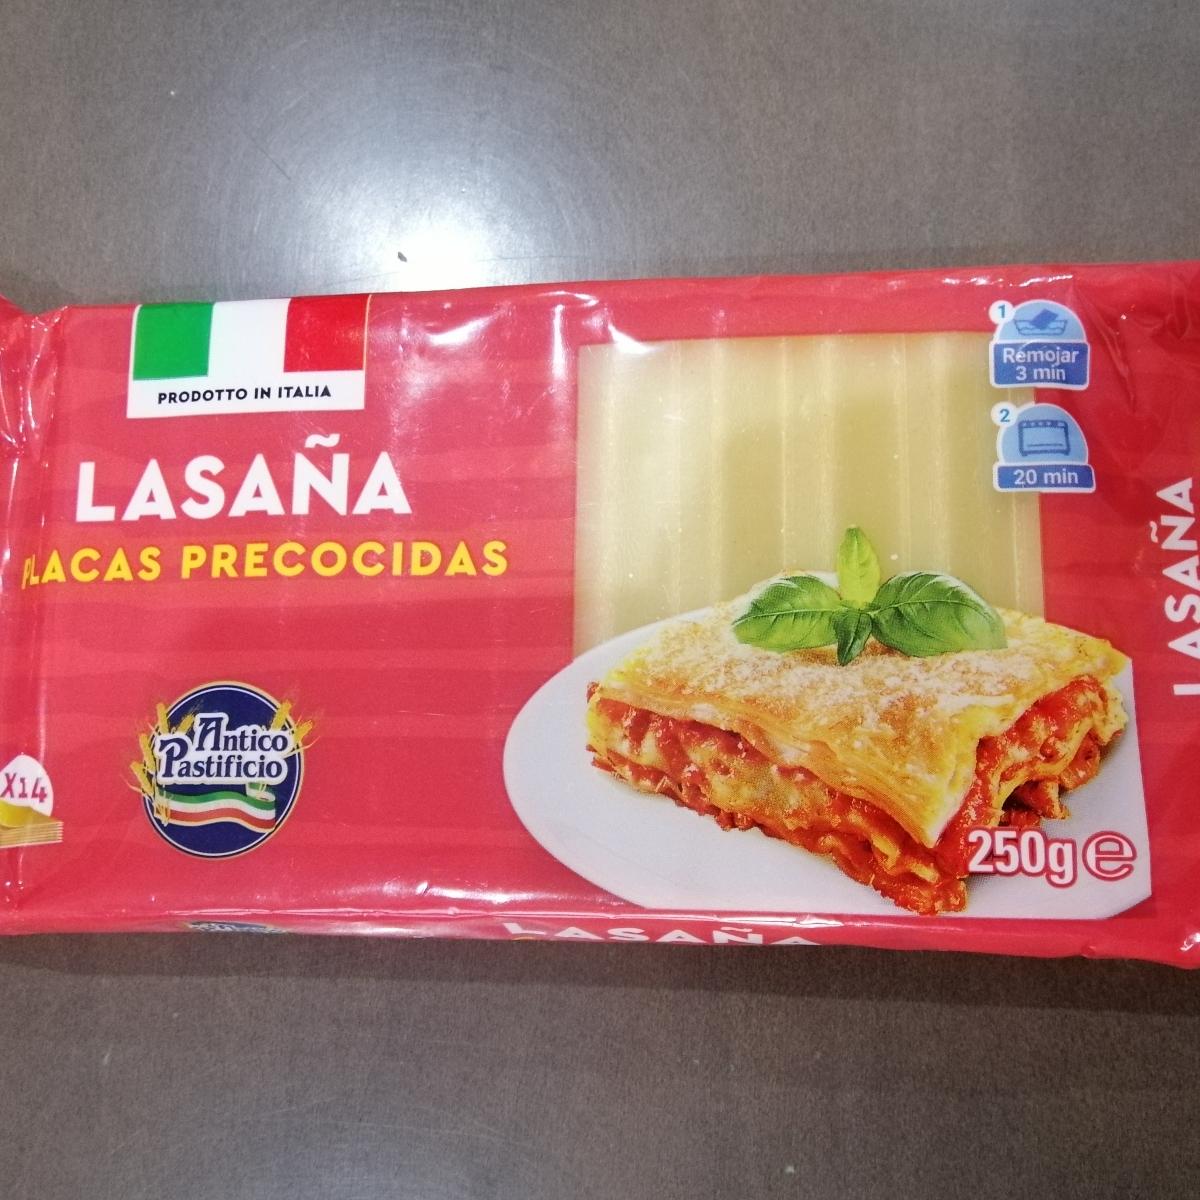 PRODOTTO IN ITALIA
LASAÑA
PLACAS PRECOCIDAS
Antico
Pastificio
X14
1
Remojar
3 min
2
20 min
250g e
LASAÑA
LASAÑA